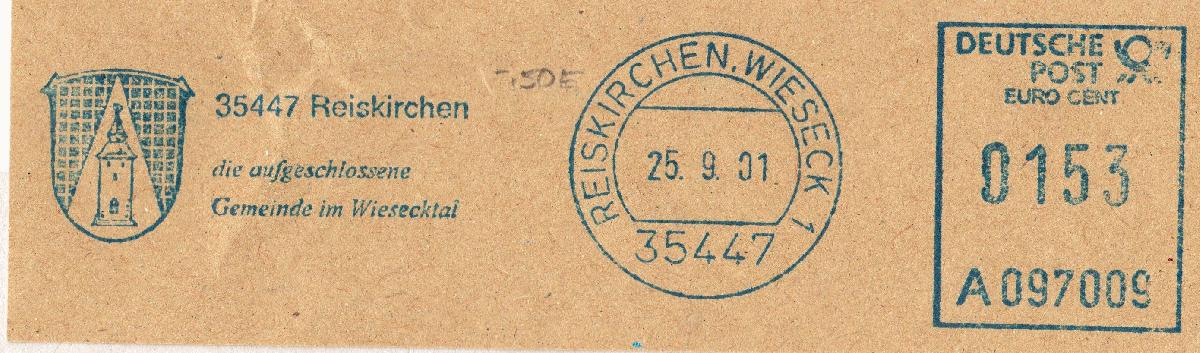 35447 Reiskirchen
die aufgeschlossene
Gemeinde im Wiesecktal
REISKIRCHEN, WIESECK 1
25. 9. 01
35447
DEUTSCHE
POST
EURO CENT
0153
A097009